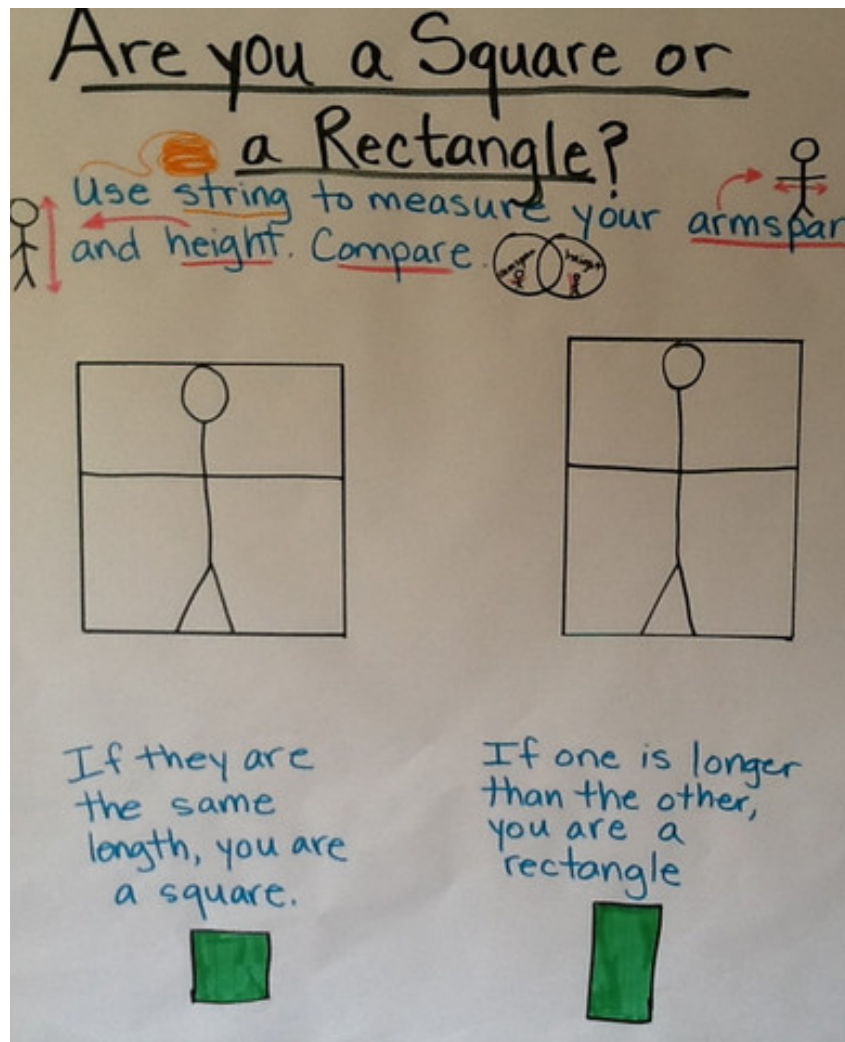 Are you a Square or
a Rectangle?
Use string to measure your armspan
and height. Compare.
height
If they are
the same
length, you are
a square.
If one is longer
than the other,
you are a
rectangle